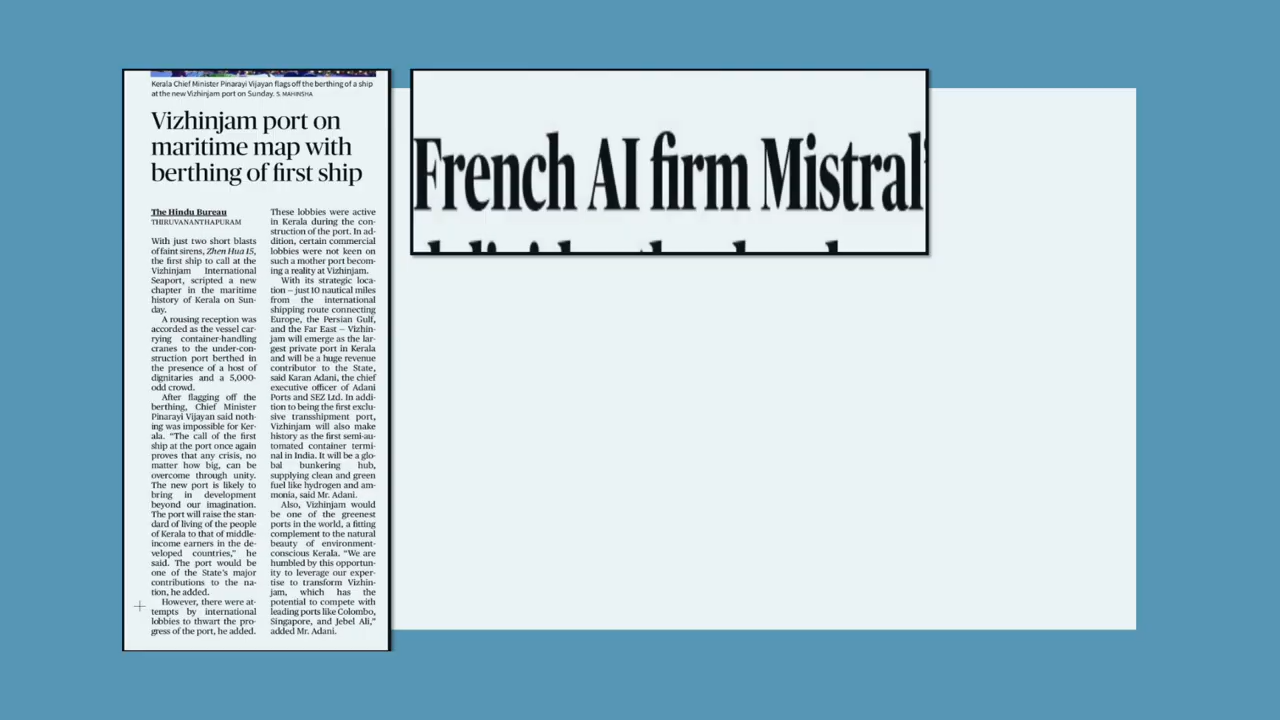 Kerala Chief Minister Pinarayi Vijayan flags off the berthing of a ship
at the new Vizhinjam port on Sunday. S. MAHINSHA
Vizhinjam port on
maritime map with
berthing of first ship
The Hindu Bureau
THIRUVANANTHAPURAM
With just two short blasts
of faint sirens, Zhen Hua 15,
the first ship to call at the
Vizhinjam International
Seaport, scripted a new
chapter in the maritime
history of Kerala on Sun-
day.
A rousing reception was
accorded as the vessel car-
rying container-handling
cranes to the under-con-
struction port berthed in
the presence of a host of
dignitaries and a 5,000-
odd crowd.
After flagging off the
berthing, Chief Minister
Pinarayi Vijayan said noth-
ing was impossible for Ker-
ala. “The call of the first
ship at the port once again
proves that any crisis, no
matter how big, can be
overcome through unity.
The new port is likely to
bring in development
beyond our imagination.
The port will raise the stan-
dard of living of the people
of Kerala to that of middle-
income earners in the de-
veloped countries,” he
said. The port would be
one of the State’s major
contributions to the na-
tion, he added.
However, there were at-
tempts by international
lobbies to thwart the pro-
gress of the port, he added.
These lobbies were active
in Kerala during the con-
struction of the port. In ad-
dition, certain commercial
lobbies were not keen on
such a mother port becom-
ing a reality at Vizhinjam.
With its strategic loca-
tion — just 10 nautical miles
from the international
shipping route connecting
Europe, the Persian Gulf,
and the Far East — Vizhin-
jam will emerge as the lar-
gest private port in Kerala
and will be a huge revenue
contributor to the State,
said Karan Adani, the chief
executive officer of Adani
Ports and SEZ Ltd. In addi-
tion to being the first exclu-
sive transshipment port,
Vizhinjam will also make
history as the first semi-au-
tomated container termi-
nal in India. It will be a glo-
bal bunkering hub,
supplying clean and green
fuel like hydrogen and am-
monia, said Mr. Adani.
Also, Vizhinjam would
be one of the greenest
ports in the world, a fitting
complement to the natural
beauty of environment-
conscious Kerala. “We are
humbled by this opportun-
ity to leverage our exper-
tise to transform Vizhin-
jam, which has the
potential to compete with
leading ports like Colombo,
Singapore, and Jebel Ali,”
added Mr. Adani.
French AI firm Mistral’